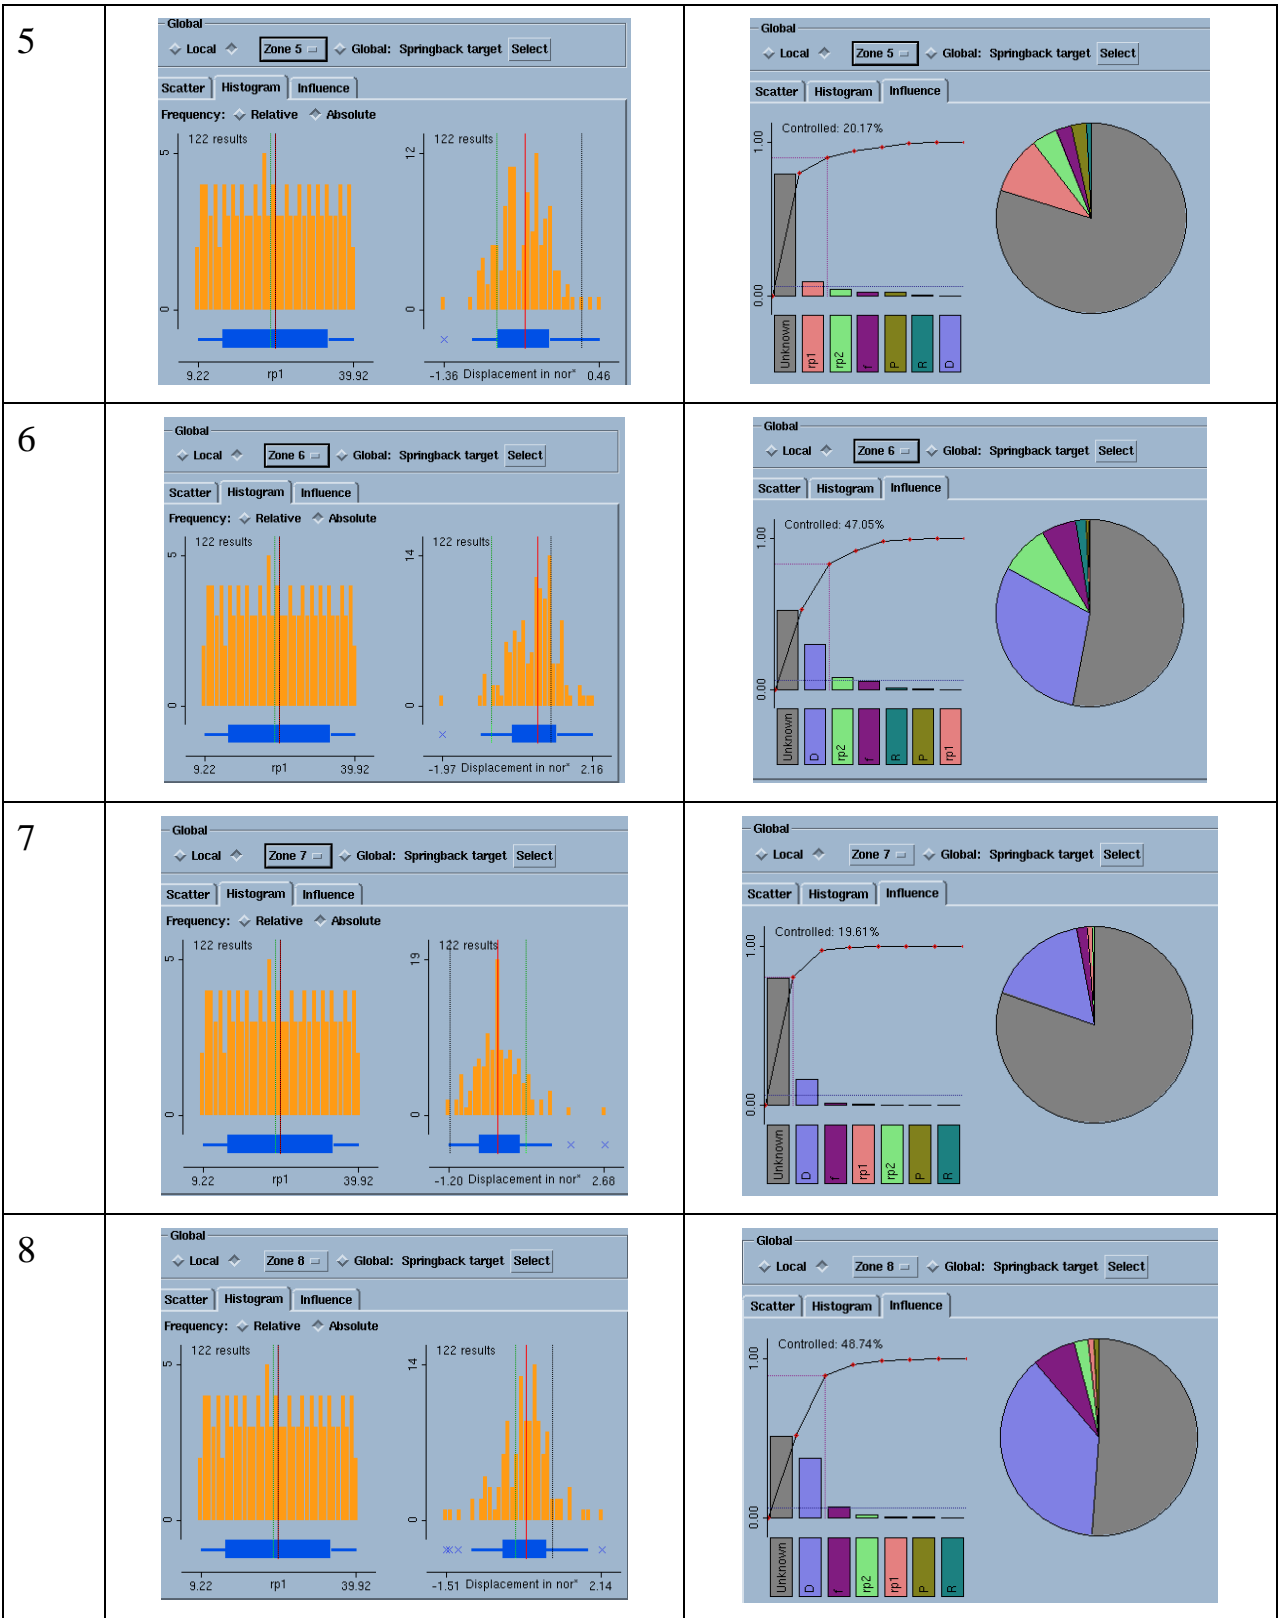 5
Global
Local Zone 5 Global: Springback target Select
Scatter Histogram Influence
Frequency: Relative Absolute
122 results
5
0
9.22 rp1 39.92
122 results
12
0
-1.36 Displacement in nor" 0.46
Global
Local Zone 5 Global: Springback target Select
Scatter Histogram Influence
Controlled: 20.17%
1.00
0.00
Unknown rp1 rp2 f P R D
6
Global
Local Zone 6 Global: Springback target Select
Scatter Histogram Influence
Frequency: Relative Absolute
122 results
5
0
9.22 rp1 39.92
122 results
14
0
-1.97 Displacement in nor" 2.16
Global
Local Zone 6 Global: Springback target Select
Scatter Histogram Influence
Controlled: 47.05%
1.00
0.00
Unknown D rp2 f R P rp1
7
Global
Local Zone 7 Global: Springback target Select
Scatter Histogram Influence
Frequency: Relative Absolute
122 results
5
0
9.22 rp1 39.92
122 results
19
0
-1.20 Displacement in nor" 2.68
Global
Local Zone 7 Global: Springback target Select
Scatter Histogram Influence
Controlled: 19.61%
1.00
0.00
Unknown D f rp1 rp2 P R
8
Global
Local Zone 8 Global: Springback target Select
Scatter Histogram Influence
Frequency: Relative Absolute
122 results
5
0
9.22 rp1 39.92
122 results
14
0
-1.51 Displacement in nor" 2.14
Global
Local Zone 8 Global: Springback target Select
Scatter Histogram Influence
Controlled: 48.74%
1.00
0.00
Unknown D f rp2 rp1 P R